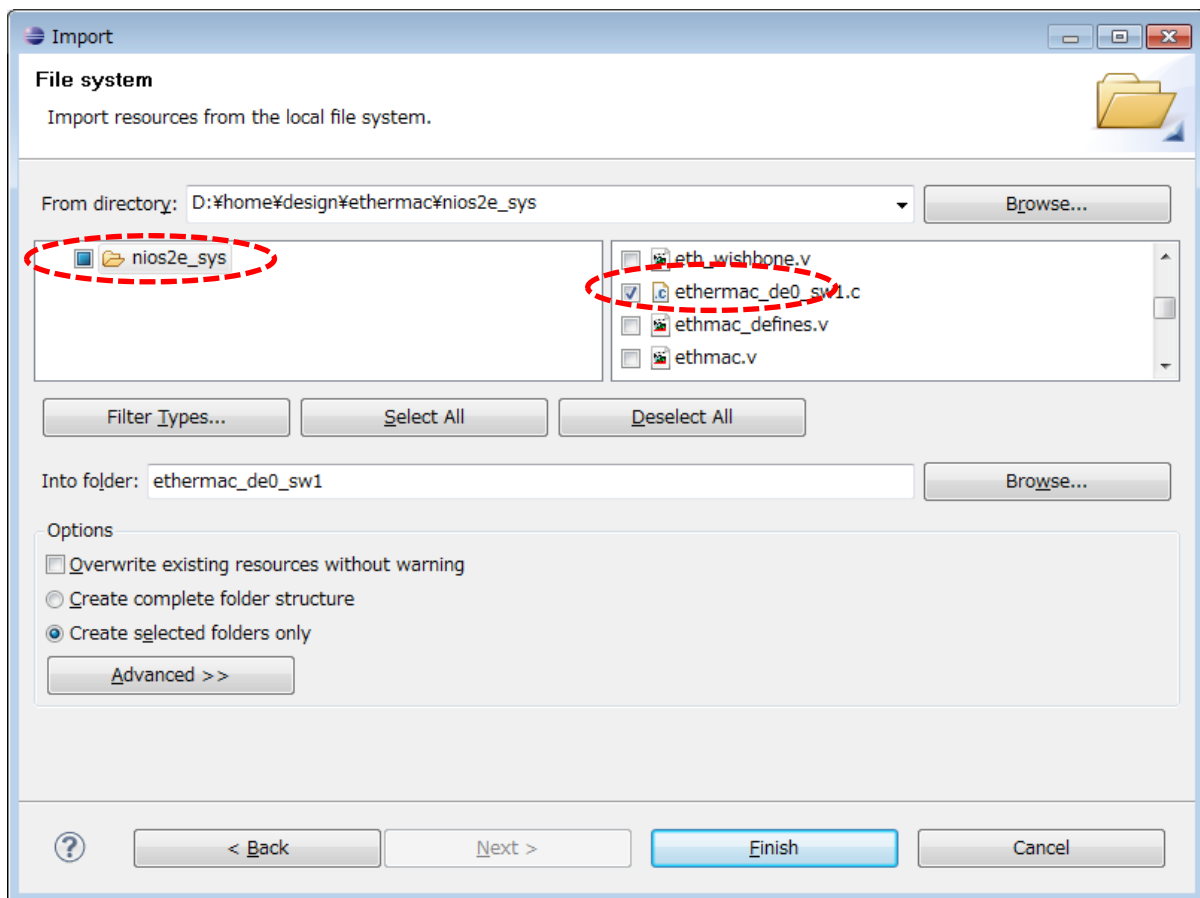 Import
File system
Import resources from the local file system.
From directory: D:¥home¥design¥ethermac¥nios2e_sys
Browse...
nios2e_sys
eth_wishbone.v
ethermac_de0_sw1.c
ethmac_defines.v
ethmac.v
Filter Types...
Select All
Deselect All
Into folder: ethermac_de0_sw1
Browse...
Options
Overwrite existing resources without warning
Create complete folder structure
Create selected folders only
Advanced >>
< Back
Next >
Finish
Cancel